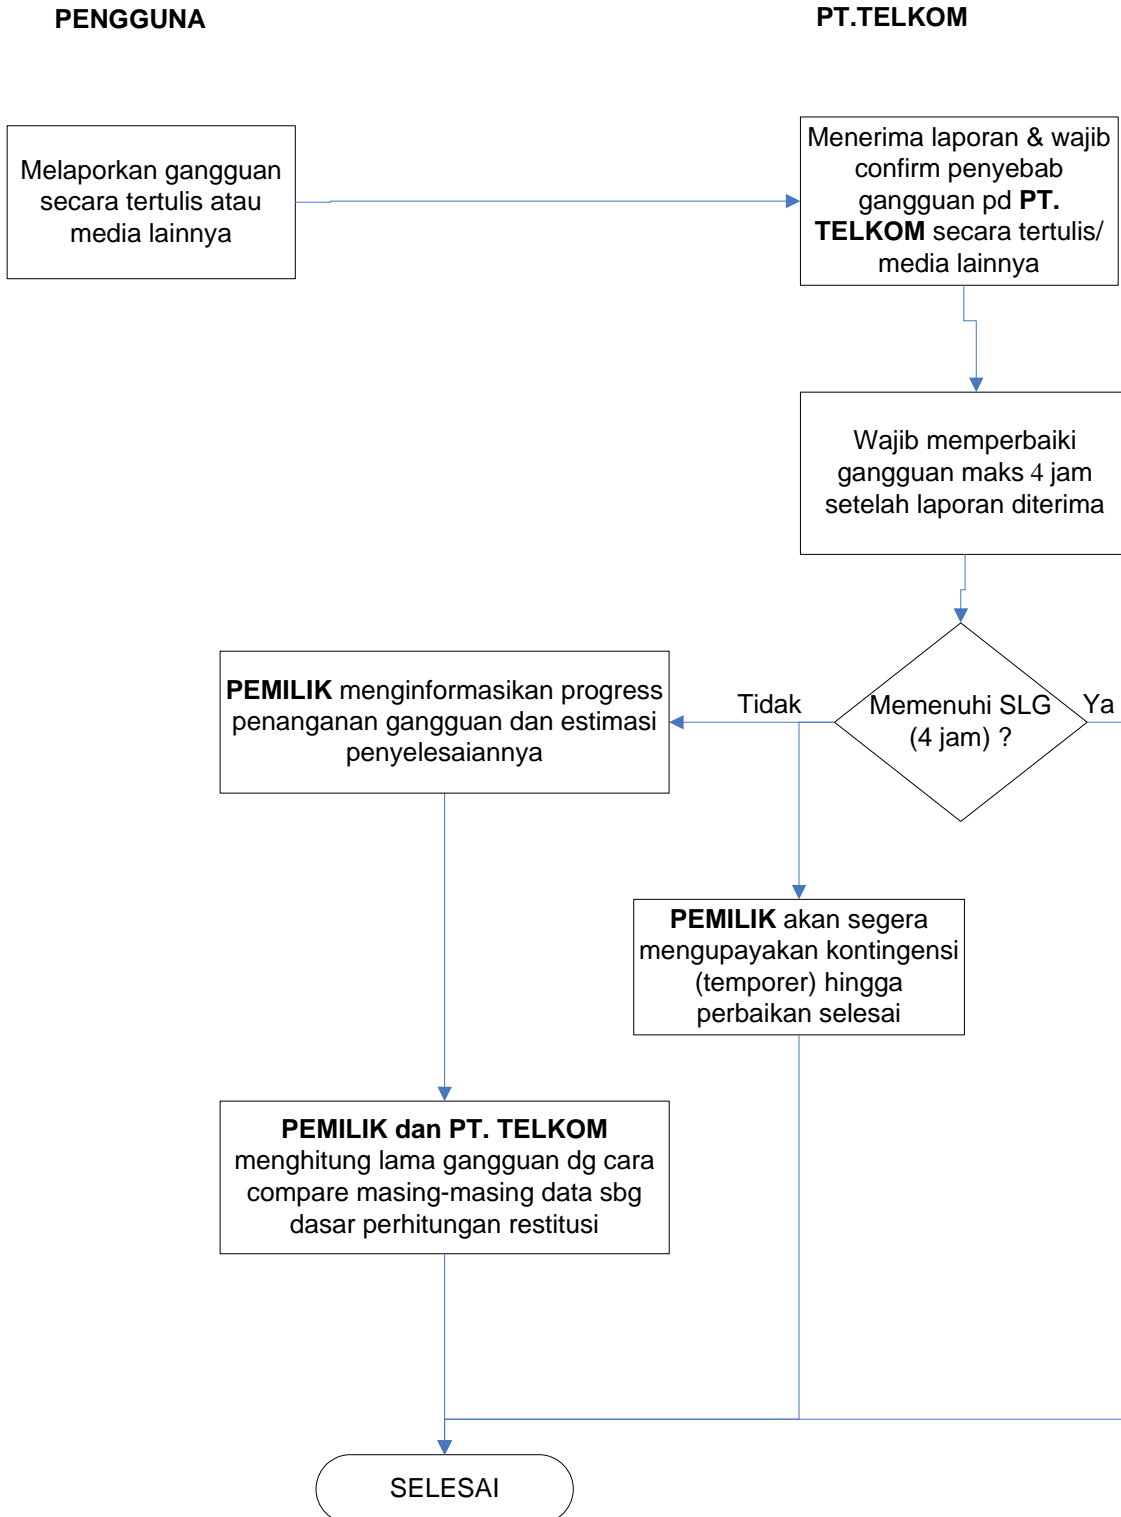 PENGGUNA
PT.TELKOM
Melaporkan gangguan
secara tertulis atau
media lainnya
Menerima laporan & wajib
confirm penyebab
gangguan pd PT.
TELKOM secara tertulis/
media lainnya
Wajib memperbaiki
gangguan maks 4 jam
setelah laporan diterima
Memenuhi SLG
(4 jam) ?
Tidak
Ya
PEMILIK menginformasikan progress
penanganan gangguan dan estimasi
penyelesaiannya
PEMILIK akan segera
mengupayakan kontingensi
(temporer) hingga
perbaikan selesai
PEMILIK dan PT. TELKOM
menghitung lama gangguan dg cara
compare masing-masing data sbg
dasar perhitungan restitusi
SELESAI